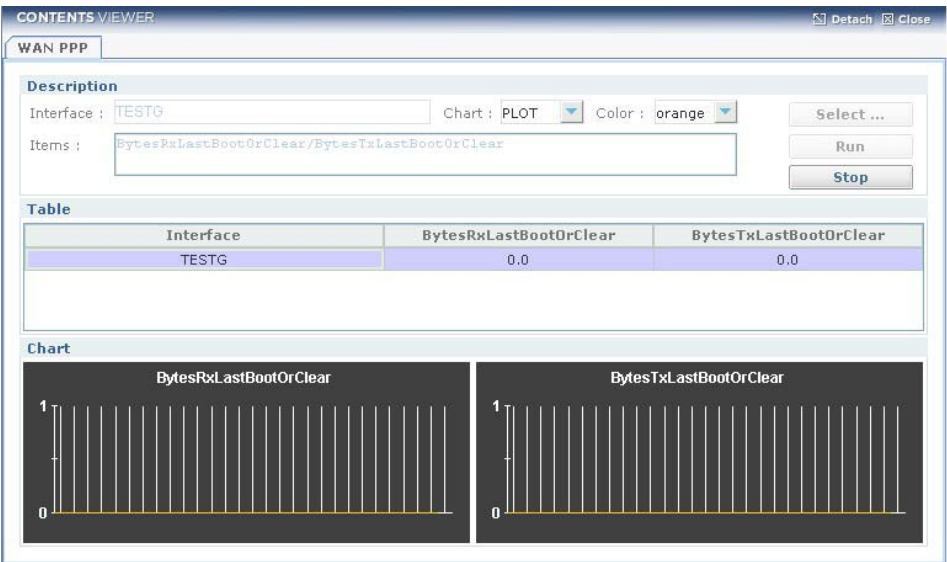 CONTENTS VIEWER Detach Close
WAN PPP
Description
Interface : TESTG Chart : PLOT Color : orange Select ...
Items : BytesRxLastBootOrClear/BytesTxLastBootOrClear Run
Stop
Table
Interface BytesRxLastBootOrClear BytesTxLastBootOrClear
TESTG 0.0 0.0
Chart
BytesRxLastBootOrClear BytesTxLastBootOrClear
1 1
0 0